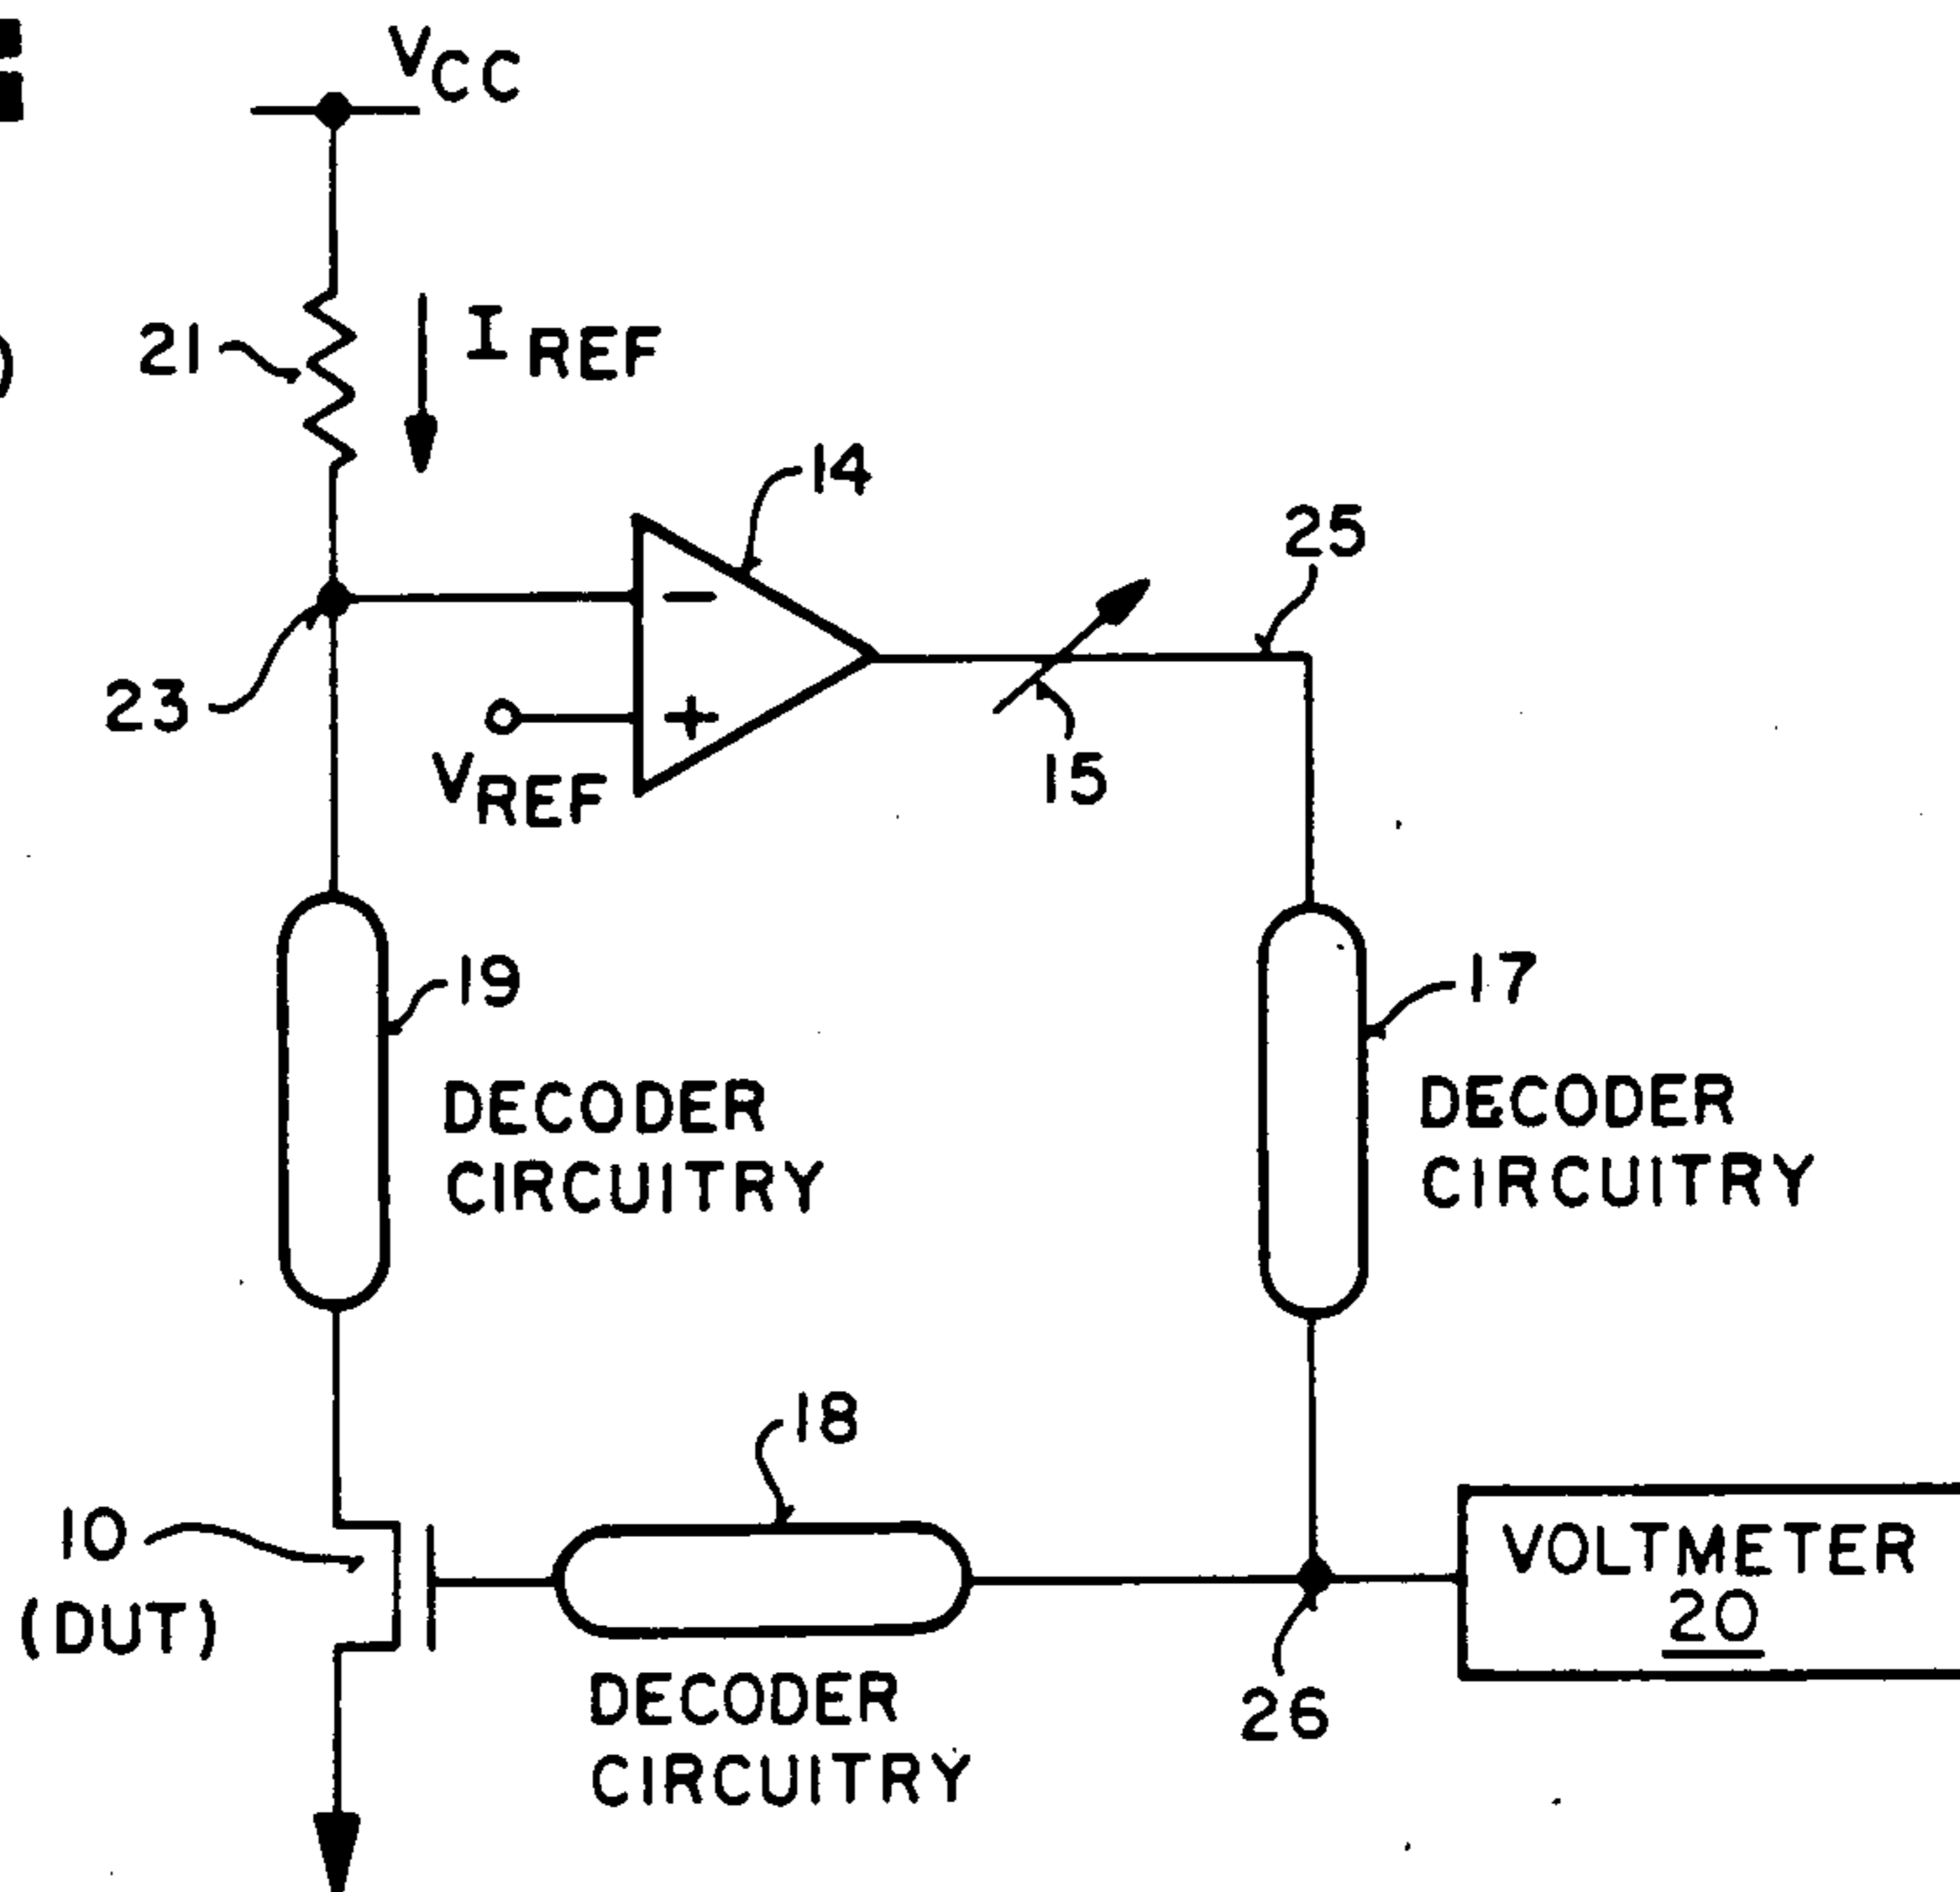 VCC
21
IREF
14
25
23
VREF
15
19
17
DECODER
CIRCUITRY
DECODER
CIRCUITRY
18
10
(DUT)
VOLTMETER
20
DECODER
CIRCUITRY
26